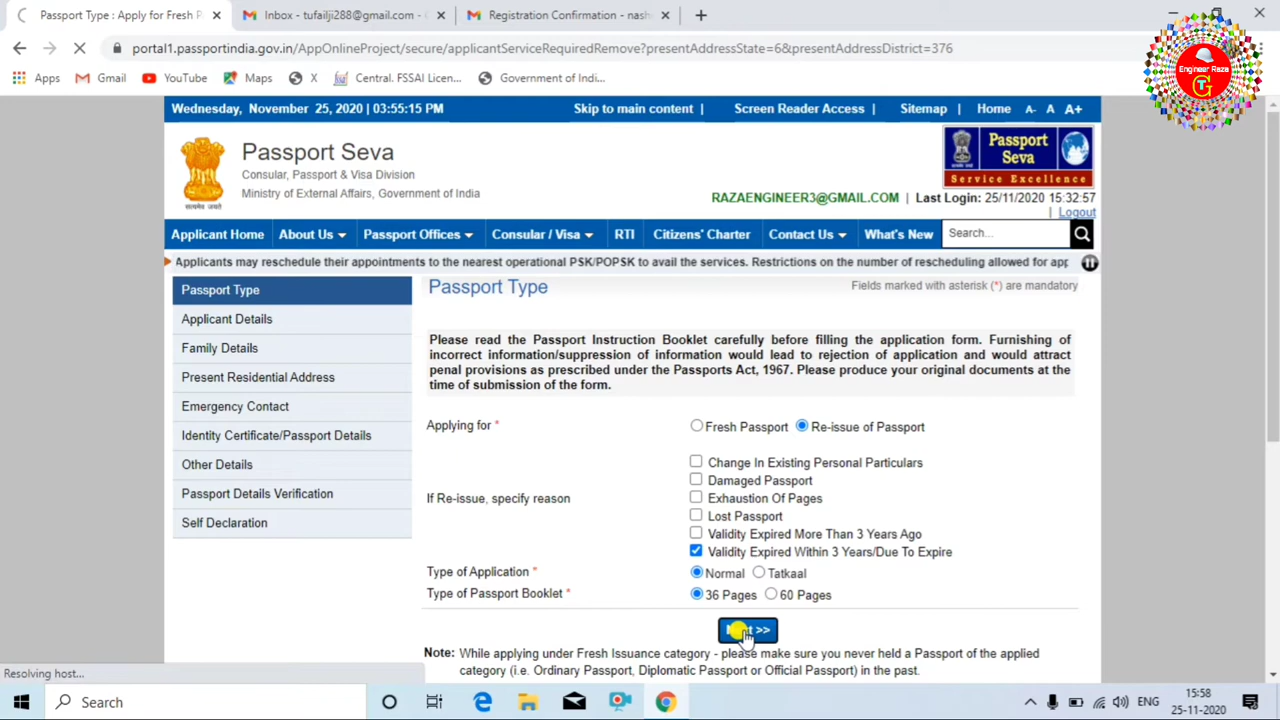 Passport Type : Apply for Fresh P
Inbox - tufailji288@gmail.com - G
Registration Confirmation - nash
portal1.passportindia.gov.in/AppOnlineProject/secure/applicantServiceRequiredRemove?presentAddressState=6&presentAddressDistrict=376
Apps Gmail YouTube Maps X Central. FSSAI Licen... Government of Indi...
Engineer Raza
TG
Wednesday, November 25, 2020 | 03:55:15 PM Skip to main content | Screen Reader Access | Sitemap | Home A- A A+
Passport Seva
Consular, Passport & Visa Division
Ministry of External Affairs, Government of India
सत्यमेव जयते
Passport
Seva
Service Excellence
RAZAENGINEER3@GMAIL.COM | Last Login: 25/11/2020 15:32:57
| Logout
Applicant Home About Us Passport Offices Consular / Visa RTI Citizens' Charter Contact Us What's New Search...
Applicants may reschedule their appointments to the nearest operational PSK/POPSK to avail the services. Restrictions on the number of rescheduling allowed for app
Passport Type
Applicant Details
Family Details
Present Residential Address
Emergency Contact
Identity Certificate/Passport Details
Other Details
Passport Details Verification
Self Declaration
Passport Type
Fields marked with asterisk (*) are mandatory
Please read the Passport Instruction Booklet carefully before filling the application form. Furnishing of
incorrect information/suppression of information would lead to rejection of application and would attract
penal provisions as prescribed under the Passports Act, 1967. Please produce your original documents at the
time of submission of the form.
Applying for * Fresh Passport Re-issue of Passport
If Re-issue, specify reason
Change In Existing Personal Particulars
Damaged Passport
Exhaustion Of Pages
Lost Passport
Validity Expired More Than 3 Years Ago
Validity Expired Within 3 Years/Due To Expire
Type of Application * Normal Tatkaal
Type of Passport Booklet * 36 Pages 60 Pages
>>
Note: While applying under Fresh Issuance category - please make sure you never held a Passport of the applied
category (i.e. Ordinary Passport, Diplomatic Passport or Official Passport) in the past.
Resolving host...
Search
ENG
15:58
25-11-2020